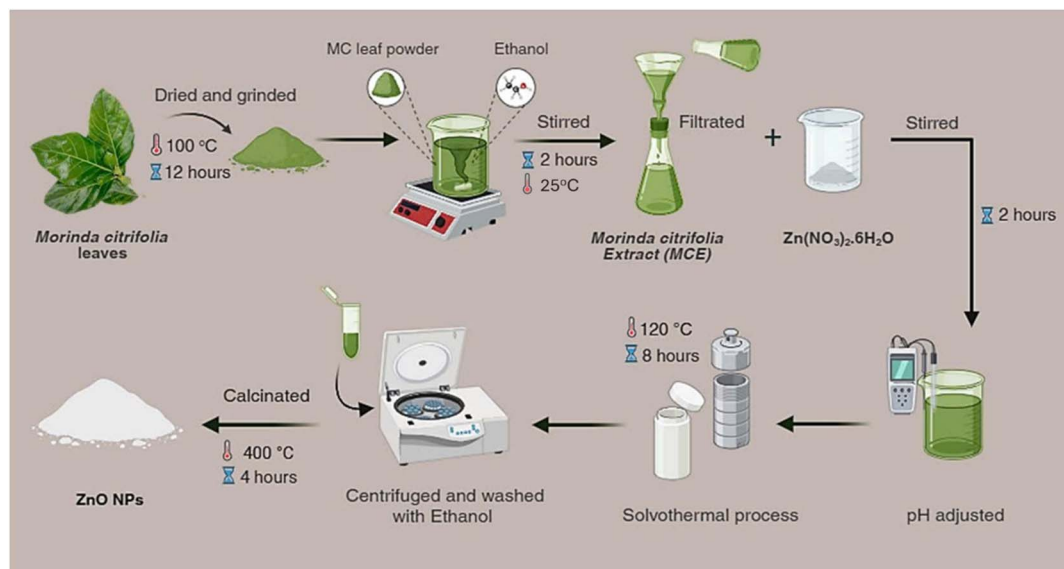 MC leaf powder
Ethanol
Dried and grinded
100 °C
12 hours
Stirred
2 hours
25°C
Filtrated
+
Stirred
2 hours
Morinda citrifolia
leaves
Morinda citrifolia
Extract (MCE)
Zn(NO₃)₂.6H₂O
120 °C
8 hours
Calcinated
400 °C
4 hours
ZnO NPs
Centrifuged and washed
with Ethanol
Solvothermal process
pH adjusted